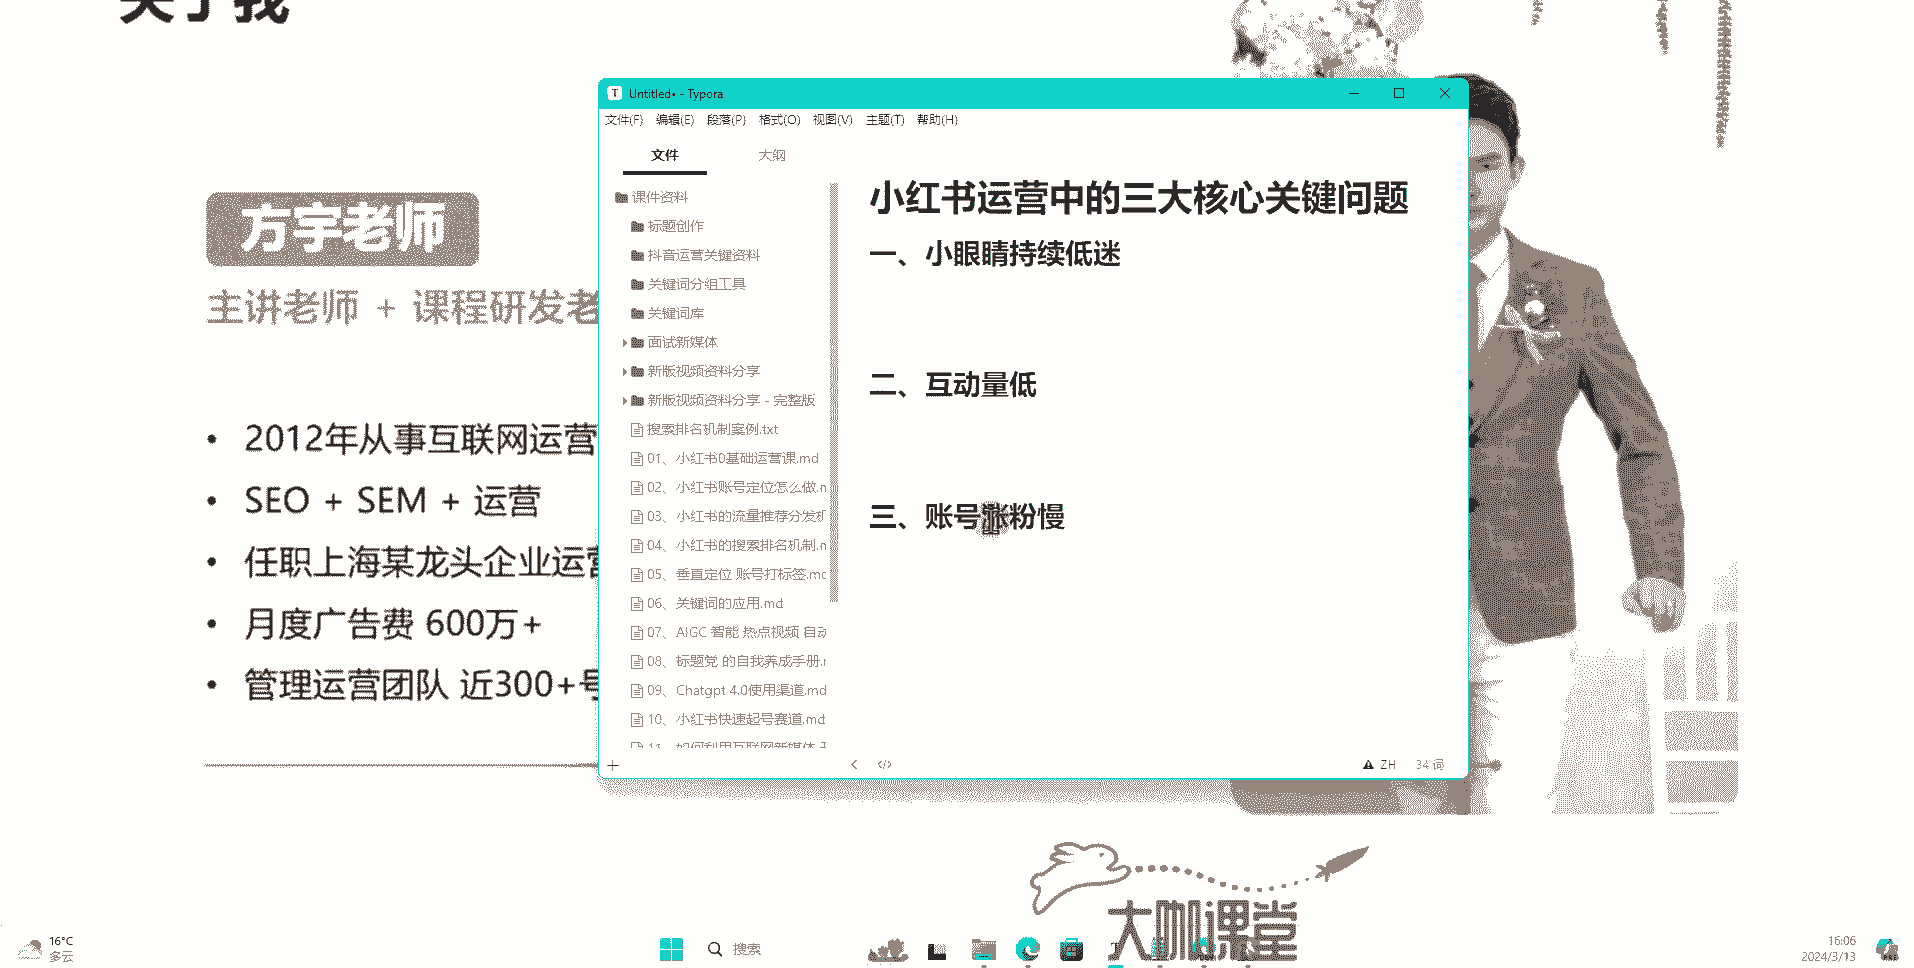 关于我
方宇老师
主讲老师 + 课程研发老
• 2012年从事互联网运营
• SEO + SEM + 运营
• 任职上海某龙头企业运营
• 月度广告费 600万+
• 管理运营团队 近300+号
Untitled• - Typora
文件(F) 编辑(E) 段落(P) 格式(O) 视图(V) 主题(T) 帮助(H)
文件 大纲
课件资料
标题创作
抖音运营关键资料
关键词分组工具
关键词库
面试新媒体
新版视频资料分享
新版视频资料分享 - 完整版
搜索排名机制案例.txt
01、小红书0基础运营课.md
02、小红书账号定位怎么做.n
03、小红书的流量推荐分发机
04、小红书的搜索排名机制.n
05、垂直定位 账号打标签.mc
06、关键词的应用.md
07、AIGC 智能 热点视频 自动
08、标题党 的自我养成手册.r
09、Chatgpt 4.0使用渠道.md
10、小红书快速起号赛道.md
11、如何利用互联网新媒体
小红书运营中的三大核心关键问题
一、小眼睛持续低迷
二、互动量低
三、账号涨粉慢
ZH 34 词
大咖课堂
16°C
多云
搜索
16:06
2024/3/13